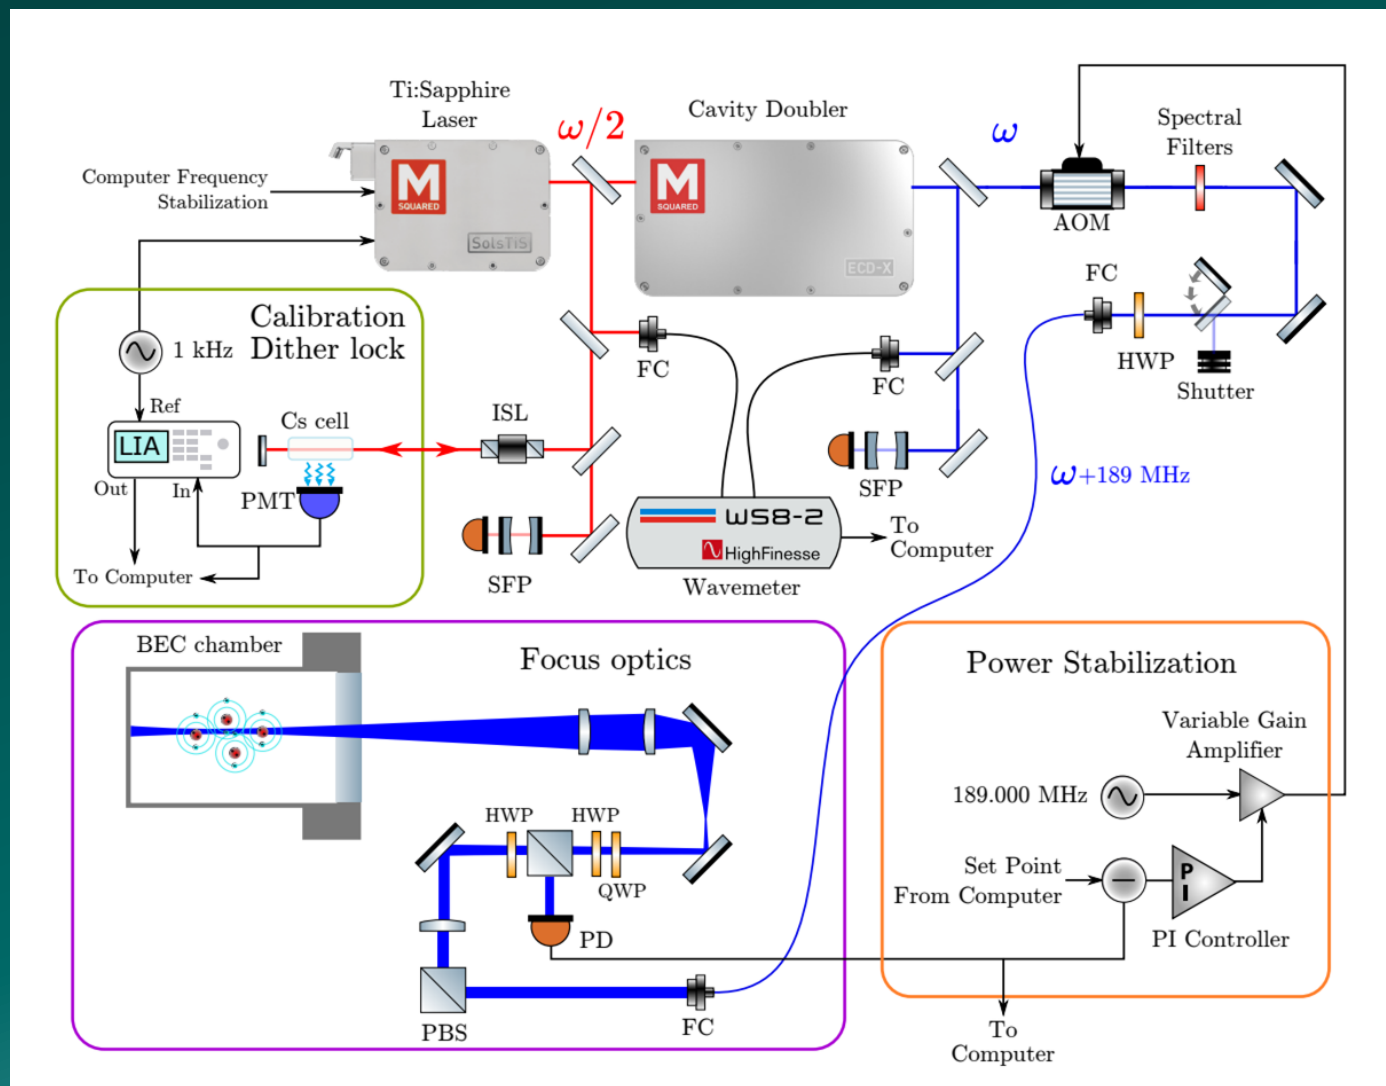 Ti:Sapphire
Laser
ω/2
Cavity Doubler
ω
Spectral
Filters
Computer Frequency
Stabilization
M
SQUARED
SolsTiS
M
SQUARED
ECD-X
AOM
FC
HWP
Shutter
Calibration
Dither lock
1 kHz
Ref
LIA
Out
In
Cs cell
PMT
To Computer
ISL
FC
FC
SFP
SFP
WS8-2
HighFinesse
Wavemeter
To
Computer
ω+189 MHz
BEC chamber
Focus optics
HWP
HWP
QWP
PD
PBS
FC
Power Stabilization
Variable Gain
Amplifier
189.000 MHz
Set Point
From Computer
P
I
PI Controller
To
Computer